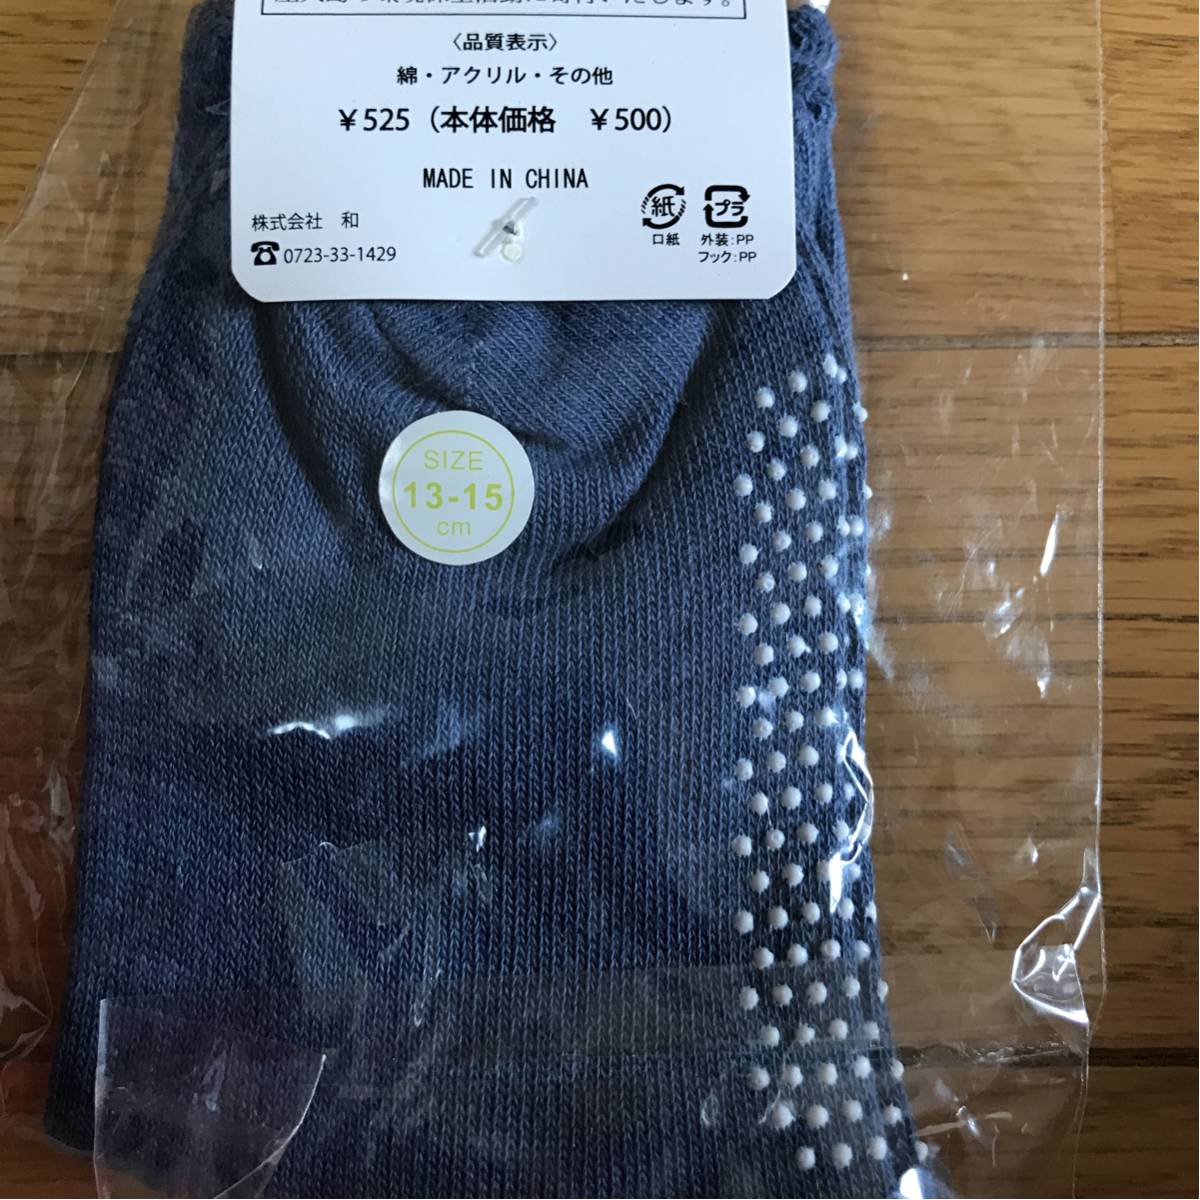 〈品質表示〉
綿・アクリル・その他
￥525（本体価格　￥500）
MADE IN CHINA
株式会社　和
☎0723-33-1429
紙
口紙
プラ
外装：PP
フック：PP
SIZE
13-15
cm